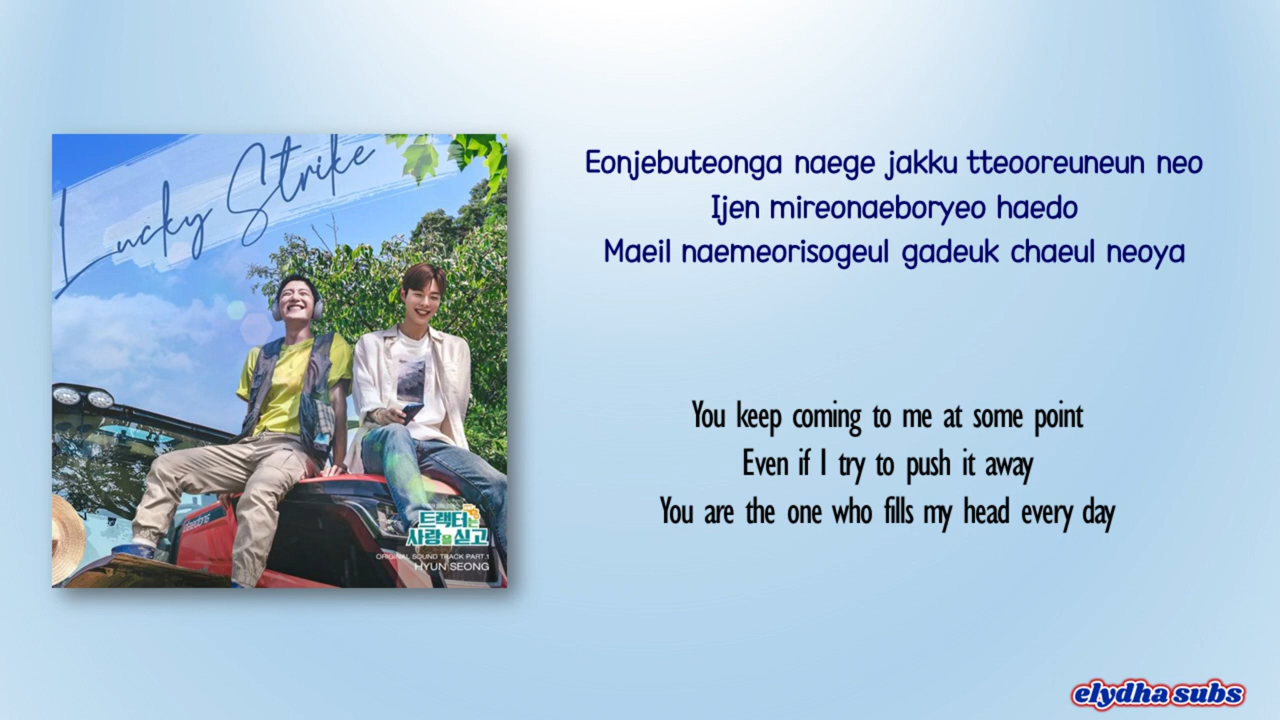 Lucky Strike
트랙터는
사랑을 싣고
ORIGINAL SOUND TRACK PART.1
HYUN SEONG
Eonjebuteonga naege jakku tteooreuneun neo
Ijen mireonaeboryeo haedo
Maeil naemeorisogeul gadeuk chaeul neoya
You keep coming to me at some point
Even if I try to push it away
You are the one who fills my head every day
elydha subs